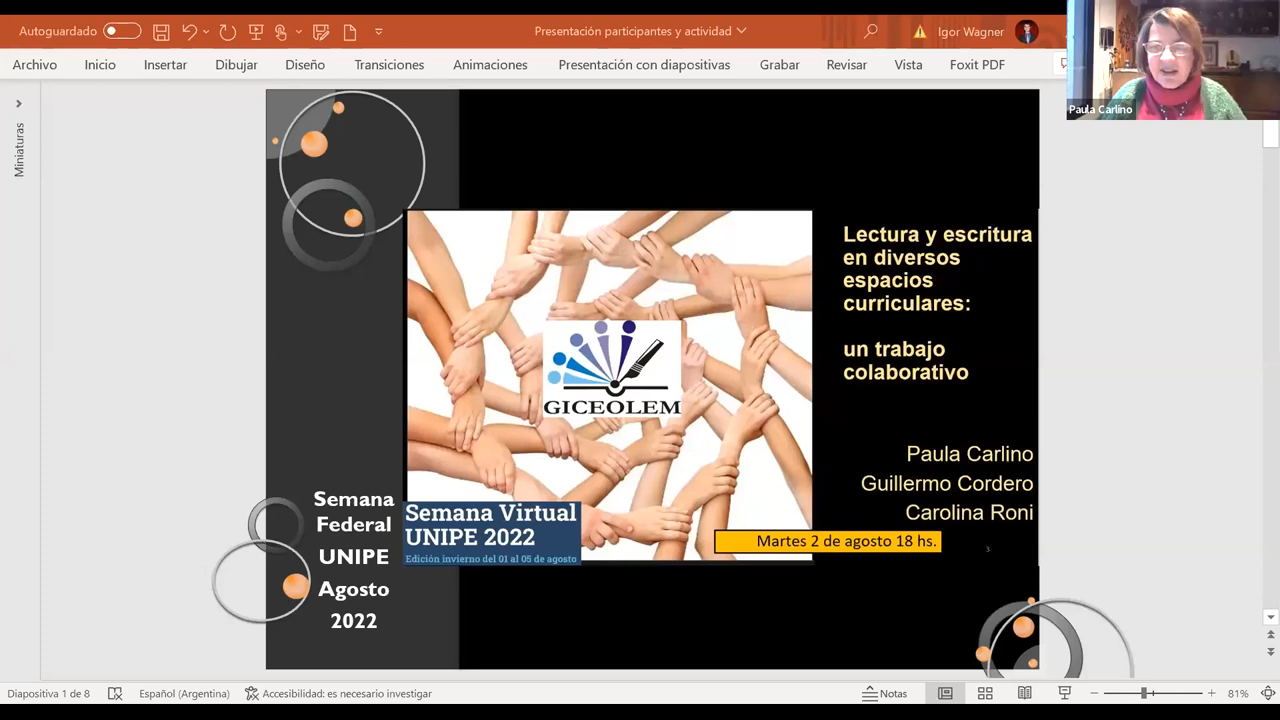 Autoguardado
Presentación participantes y actividad
Igor Wagner
Archivo
Inicio
Insertar
Dibujar
Diseño
Transiciones
Animaciones
Presentación con diapositivas
Grabar
Revisar
Vista
Foxit PDF
Paula Carlino
Miniaturas
Lectura y escritura
en diversos
espacios
curriculares:
un trabajo
colaborativo
GICEOLEM
Paula Carlino
Guillermo Cordero
Carolina Roni
Semana
Federal
UNIPE
Agosto
2022
Semana Virtual
UNIPE 2022
Edición invierno del 01 al 05 de agosto
Martes 2 de agosto 18 hs.
3
Diapositiva 1 de 8
Español (Argentina)
Accesibilidad: es necesario investigar
Notas
81%